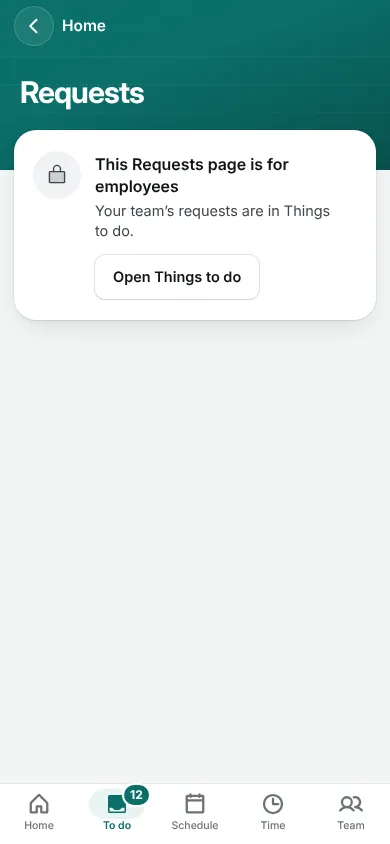 Home
Requests
This Requests page is for
employees
Your team’s requests are in Things
to do.
Open Things to do
12
Home
To do
Schedule
Time
Team